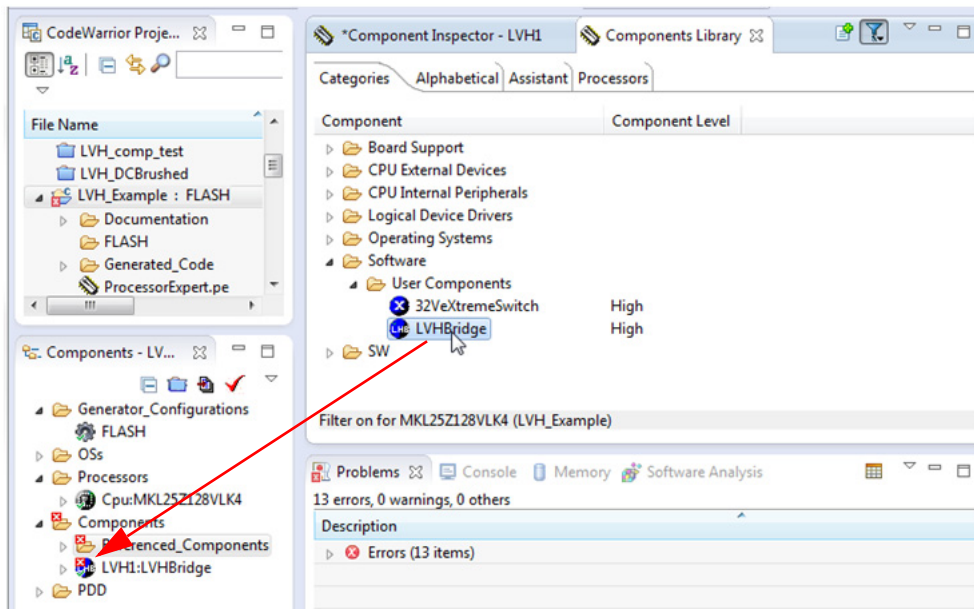 CodeWarrior Proje...
File Name
LVH_comp_test
LVH_DCBrushed
LVH_Example : FLASH
Documentation
FLASH
Generated_Code
ProcessorExpert.pe
Components - LV...
Generator_Configurations
FLASH
OSs
Processors
Cpu:MKL25Z128VLK4
Components
Referenced_Components
LVH1:LVHBridge
PDD
*Component Inspector - LVH1 Components Library
Categories Alphabetical Assistant Processors
Component Component Level
Board Support
CPU External Devices
CPU Internal Peripherals
Logical Device Drivers
Operating Systems
Software
User Components
32VeXtremeSwitch High
LVHBridge High
SW
Filter on for MKL25Z128VLK4 (LVH_Example)
Problems Console Memory Software Analysis
13 errors, 0 warnings, 0 others
Description
Errors (13 items)